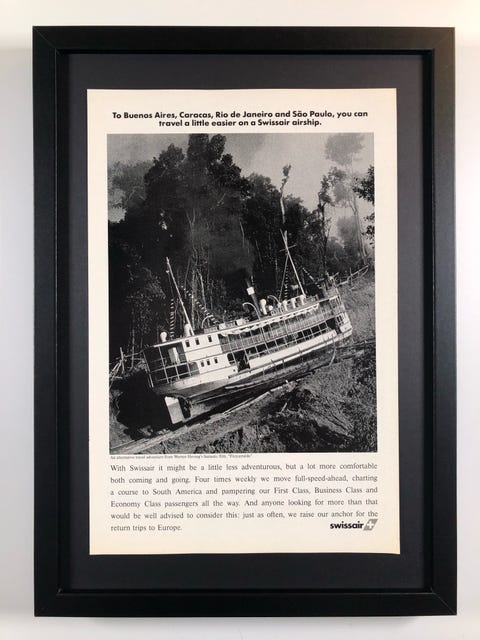 To Buenos Aires, Caracas, Rio de Janeiro and São Paulo, you can
travel a little easier on a Swissair airship.
An alternative travel adventure from Werner Herzog's fantastic film, "Fitzcarraldo".
With Swissair it might be a little less adventurous, but a lot more comfortable
both coming and going. Four times weekly we move full-speed-ahead, charting
a course to South America and pampering our First Class, Business Class and
Economy Class passengers all the way. And anyone looking for more than that
would be well advised to consider this: just as often, we raise our anchor for the
return trips to Europe.
swissair